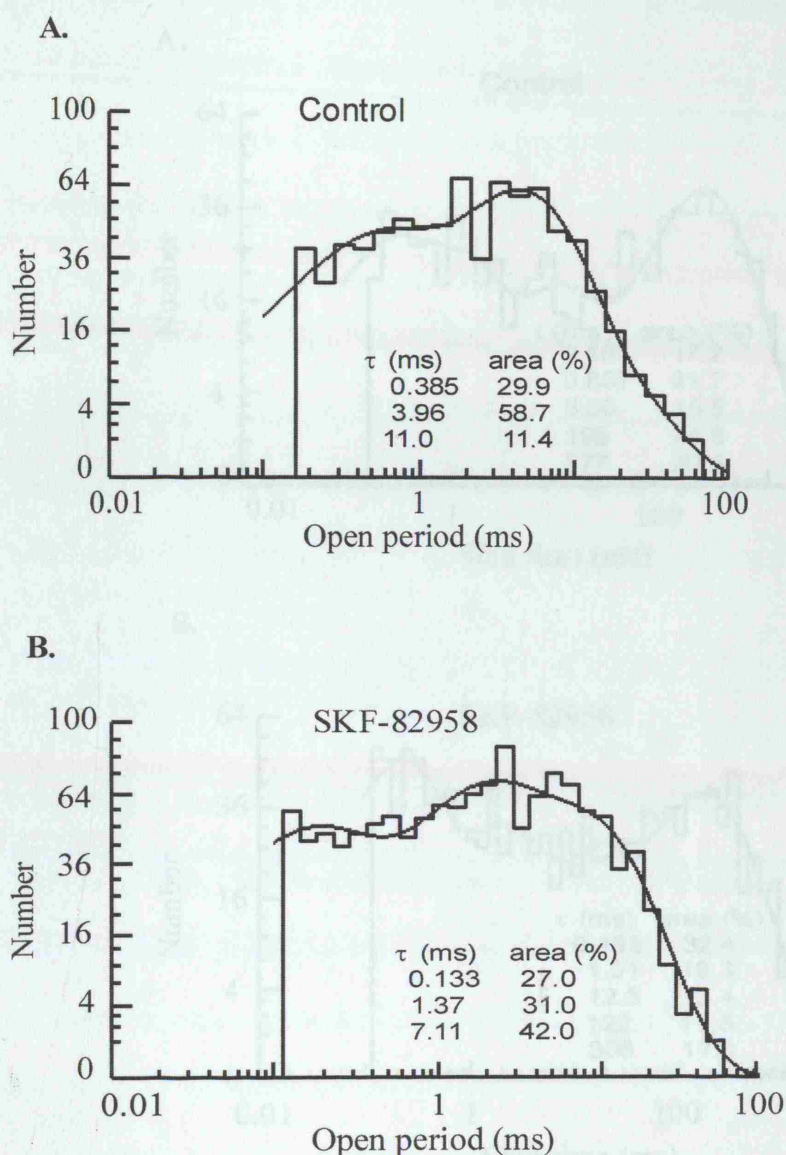 A.
Control
100
64
36
16
4
0
Number
τ (ms) area (%)
0.385 29.9
3.96 58.7
11.0 11.4
0.01 1 100
Open period (ms)
B.
SKF-82958
100
64
36
16
4
0
Number
τ (ms) area (%)
0.133 27.0
1.37 31.0
7.11 42.0
0.01 1 100
Open period (ms)